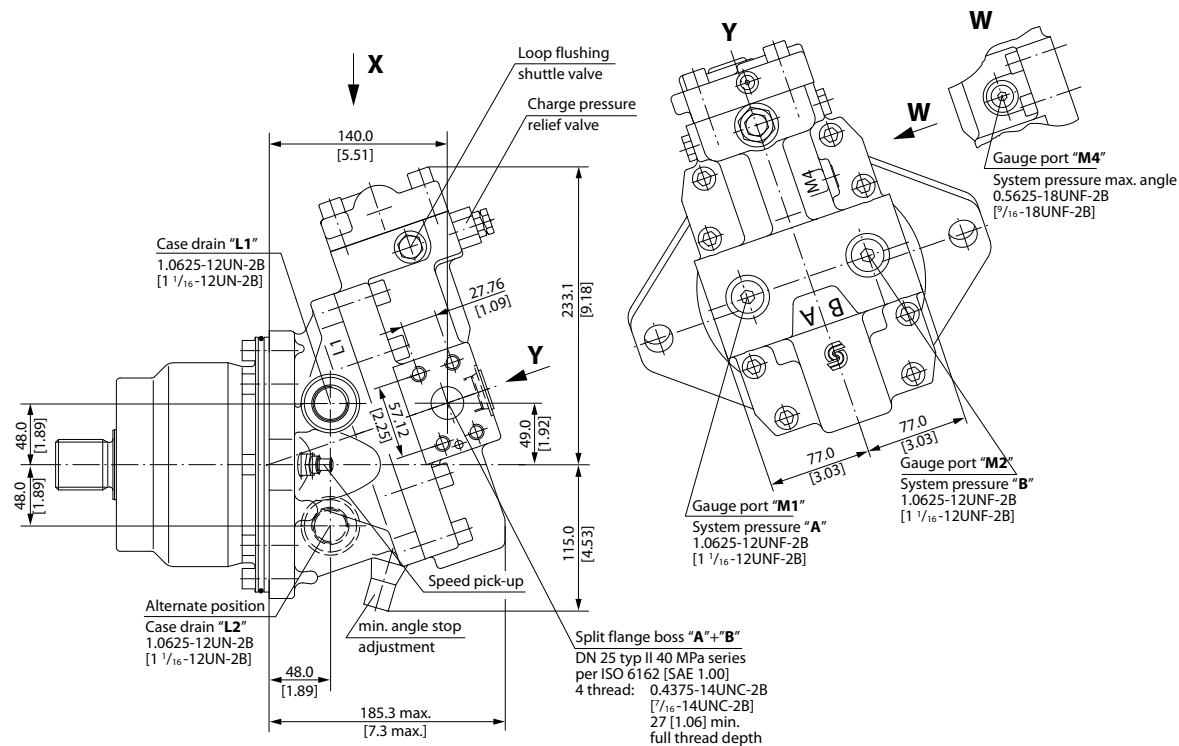 X
Loop flushing
shuttle valve
Charge pressure
relief valve
140.0
[5.51]
Case drain "L1"
1.0625-12UN-2B
[1 1/16-12UN-2B]
L1
27.76
[1.09]
233.1
[9.18]
Y
57.12
[2.25]
49.0
[1.92]
48.0
[1.89]
48.0
[1.89]
115.0
[4.53]
Speed pick-up
Alternate position
Case drain "L2"
1.0625-12UN-2B
[1 1/16-12UN-2B]
min. angle stop
adjustment
48.0
[1.89]
185.3 max.
[7.3 max.]
Split flange boss "A"+"B"
DN 25 typ II 40 MPa series
per ISO 6162 [SAE 1.00]
4 thread: 0.4375-14UNC-2B
[7/16-14UNC-2B]
27 [1.06] min.
full thread depth
Y
W
W
Gauge port "M4"
System pressure max. angle
0.5625-18UNF-2B
[9/16-18UNF-2B]
M4
A B
77.0
[3.03]
77.0
[3.03]
Gauge port "M2"
System pressure "B"
1.0625-12UNF-2B
[1 1/16-12UNF-2B]
Gauge port "M1"
System pressure "A"
1.0625-12UNF-2B
[1 1/16-12UNF-2B]